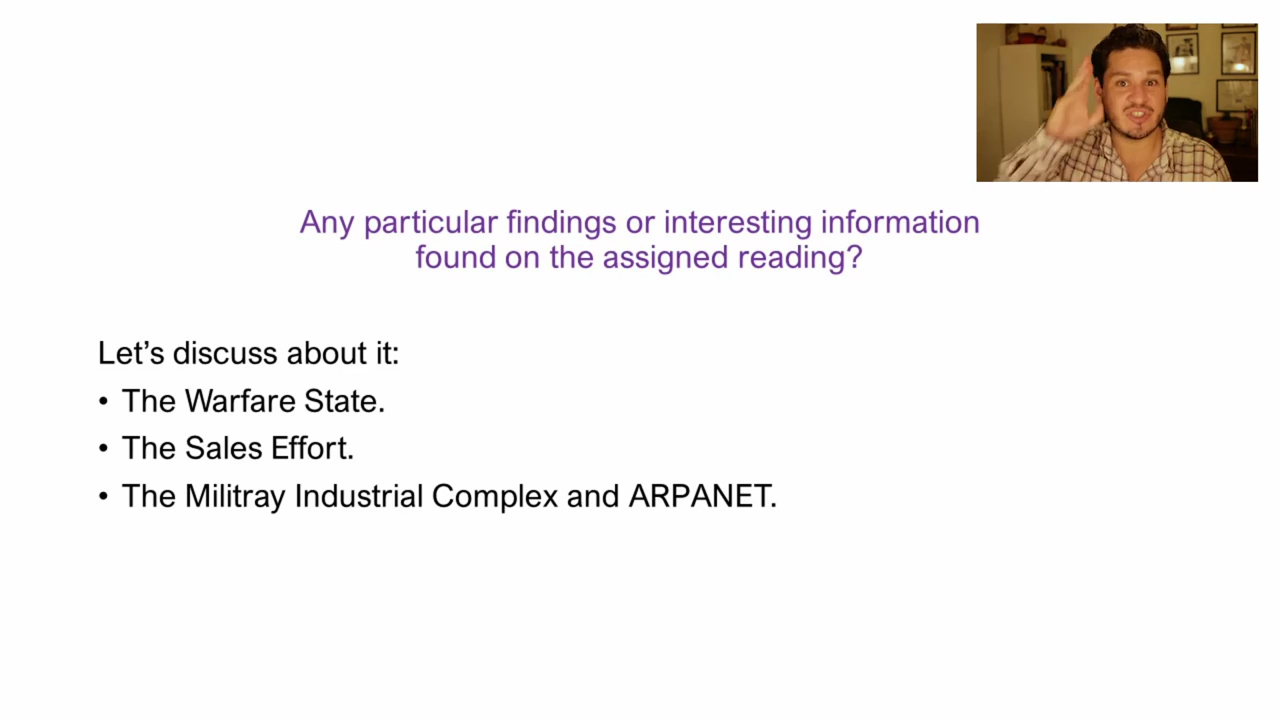 Any particular findings or interesting information
found on the assigned reading?
Let’s discuss about it:
• The Warfare State.
• The Sales Effort.
• The Militray Industrial Complex and ARPANET.